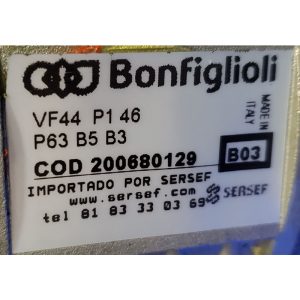 Bonfiglioli
VF44 P1 46
P63 B5 B3
COD 200680129
B03
MADE IN ITALY
IMPORTADO POR SERSEF
www.sersef.com
SERSEF
tel 81 83 33 03 69